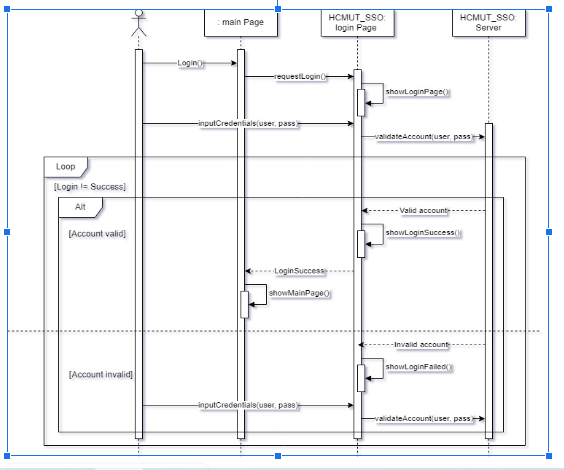 : main Page
HCMUT_SSO:
login Page
HCMUT_SSO:
Server
Login()
requestLogin()
showLoginPage()
inputCredentials(user, pass)
validateAccount(user, pass)
Loop
[Login != Success]
Alt
Valid account
[Account valid]
showLoginSuccess()
LoginSuccess
showMainPage()
Invalid account
showLoginFailed()
[Account invalid]
inputCredentials(user, pass)
validateAccount(user, pass)